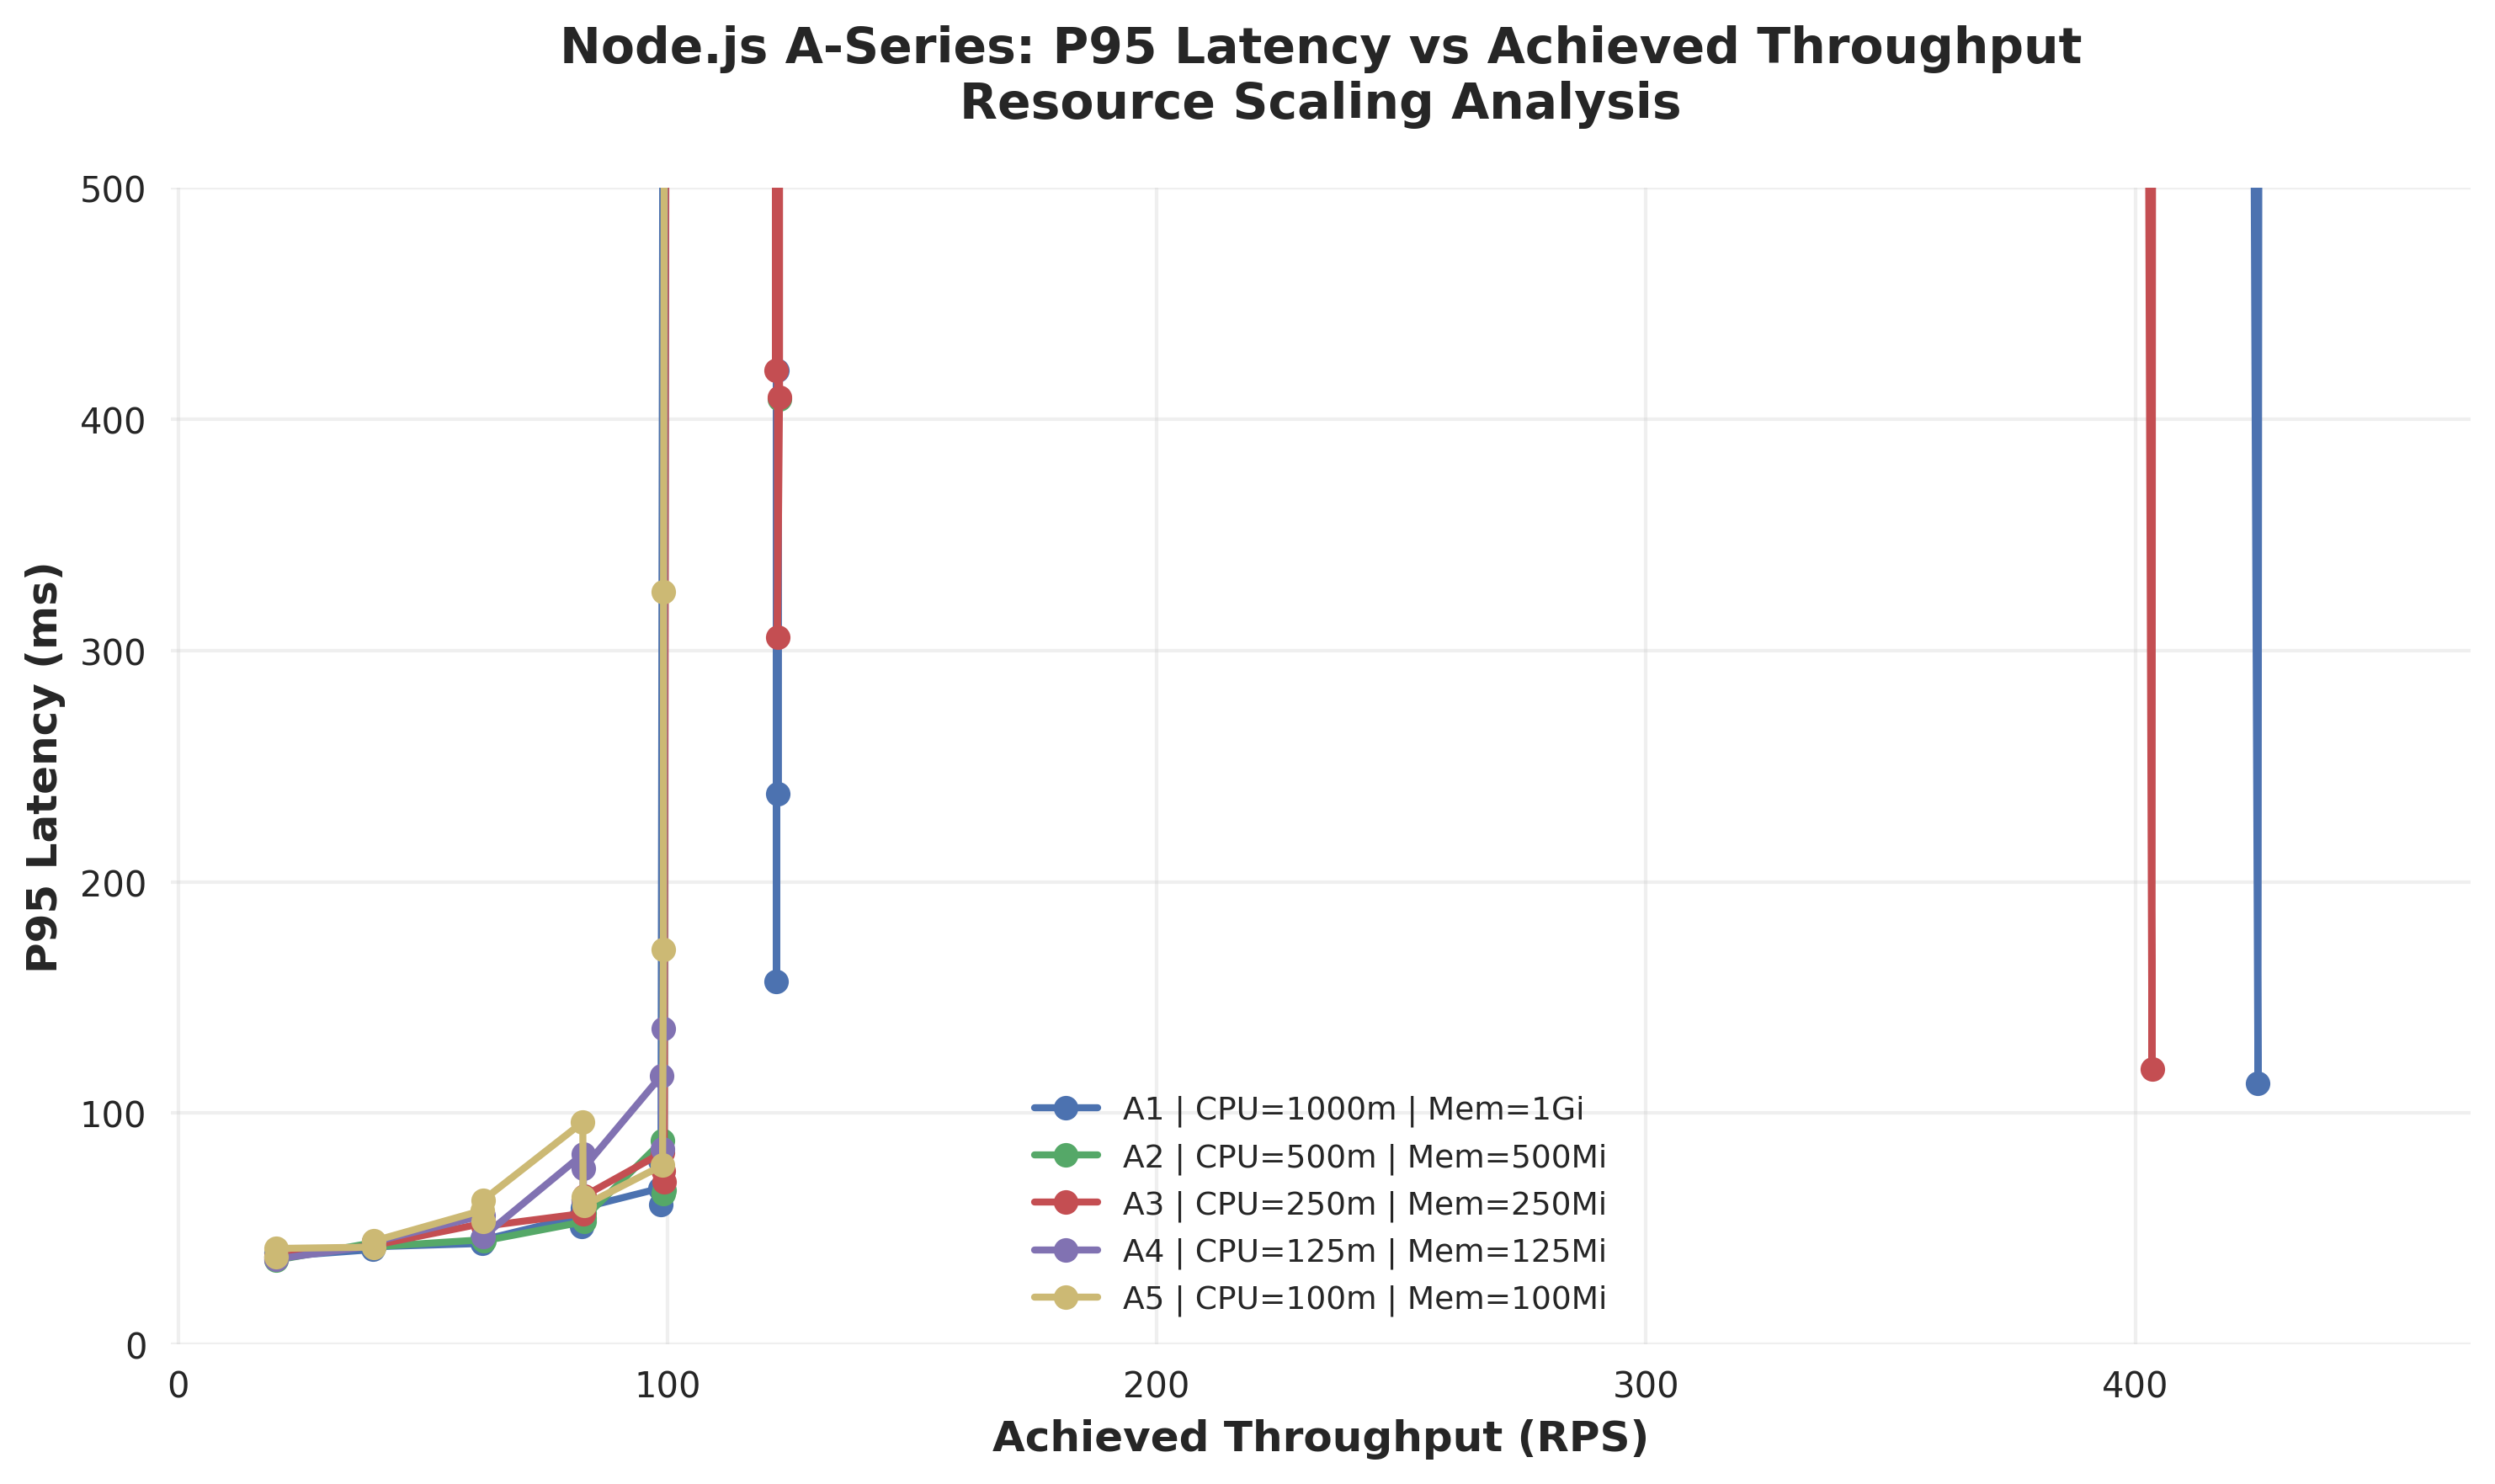 Node.js A-Series: P95 Latency vs Achieved Throughput
Resource Scaling Analysis
P95 Latency (ms)
500
400
300
200
100
0
0
100
200
300
400
Achieved Throughput (RPS)
A1 | CPU=1000m | Mem=1Gi
A2 | CPU=500m | Mem=500Mi
A3 | CPU=250m | Mem=250Mi
A4 | CPU=125m | Mem=125Mi
A5 | CPU=100m | Mem=100Mi